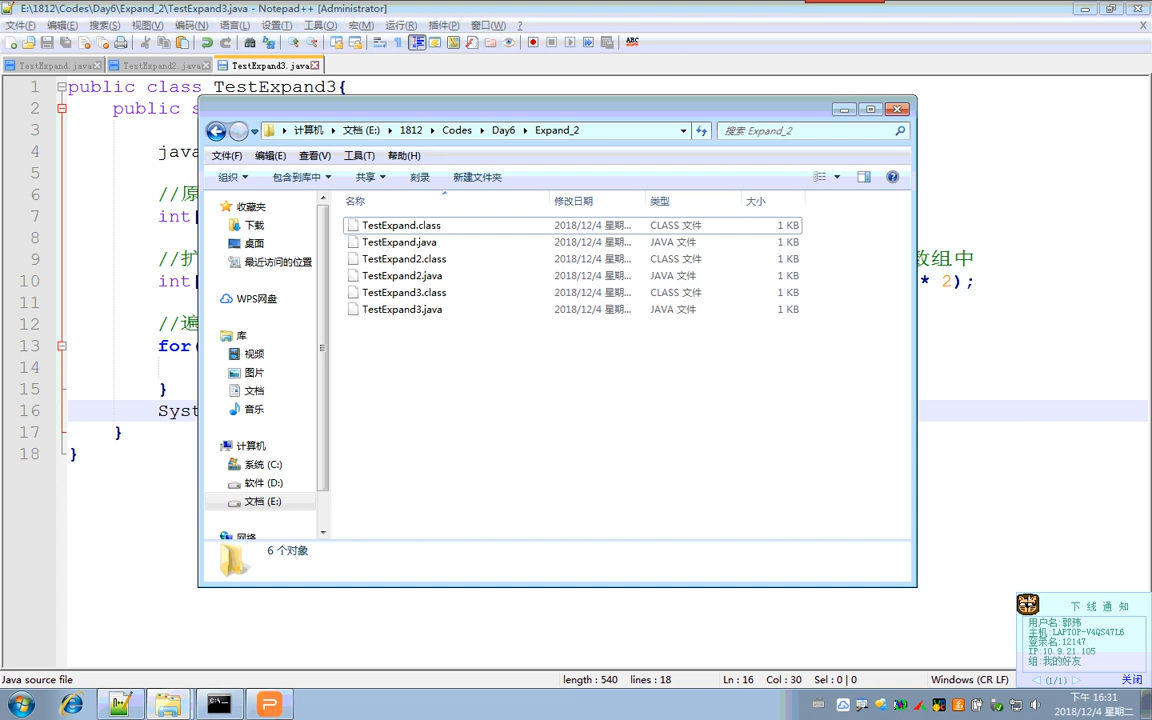 E:\1812\Codes\Day6\Expand_2\TestExpand3.java - Notepad++ [Administrator]
文件(F) 编辑(E) 搜索(S) 视图(V) 编码(N) 语言(L) 设置(T) 工具(O) 宏(M) 运行(R) 插件(P) 窗口(W) ? X
ABC
TestExpand.java TestExpand2.java TestExpand3.java
1 public class TestExpand3{
2 public s
3
4 java
5
6 //原
7 int[
8
9 //扩 数组中
10 int[ * 2);
11
12 //遍
13 for(
14
15 }
16 Syst
17 }
18 }
计算机 文档 (E:) 1812 Codes Day6 Expand_2 搜索 Expand_2
文件(F) 编辑(E) 查看(V) 工具(T) 帮助(H)
组织 包含到库中 共享 刻录 新建文件夹
收藏夹
下载
桌面
最近访问的位置
WPS网盘
库
视频
图片
文档
音乐
计算机
系统 (C:)
软件 (D:)
文档 (E:)
网络
名称 修改日期 类型 大小
TestExpand.class 2018/12/4 星期... CLASS 文件 1 KB
TestExpand.java 2018/12/4 星期... JAVA 文件 1 KB
TestExpand2.class 2018/12/4 星期... CLASS 文件 1 KB
TestExpand2.java 2018/12/4 星期... JAVA 文件 1 KB
TestExpand3.class 2018/12/4 星期... CLASS 文件 1 KB
TestExpand3.java 2018/12/4 星期... JAVA 文件 1 KB
6 个对象
下线通知
用户名:郭玮
主机:LAPTOP-V4QS47L6
登录名:12147
IP:10.9.21.105
组:我的好友
(1/1) 关闭
Java source file length : 540 lines : 18 Ln : 16 Col : 30 Sel : 0 | 0 Windows (CR LF)
下午 16:31
2018/12/4 星期二